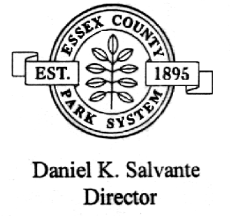 ESSEX COUNTY
EST. 1895
PARK SYSTEM
Daniel K. Salvante
Director